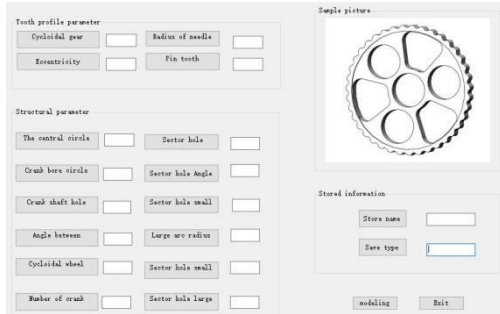 Tooth profile parameter
Cycloidal gear
Radius of needle
Eccentricity
Pin tooth
Structural parameter
The central circle
Sector hole
Crank bore circle
Sector hole Angle
Crank shaft hole
Sector hole small
Angle between
Large arc radius
Cycloidal wheel
Sector hole small
Number of crank
Sector hole large
Sample picture
Stored information
Store name
Save type
modeling
Exit